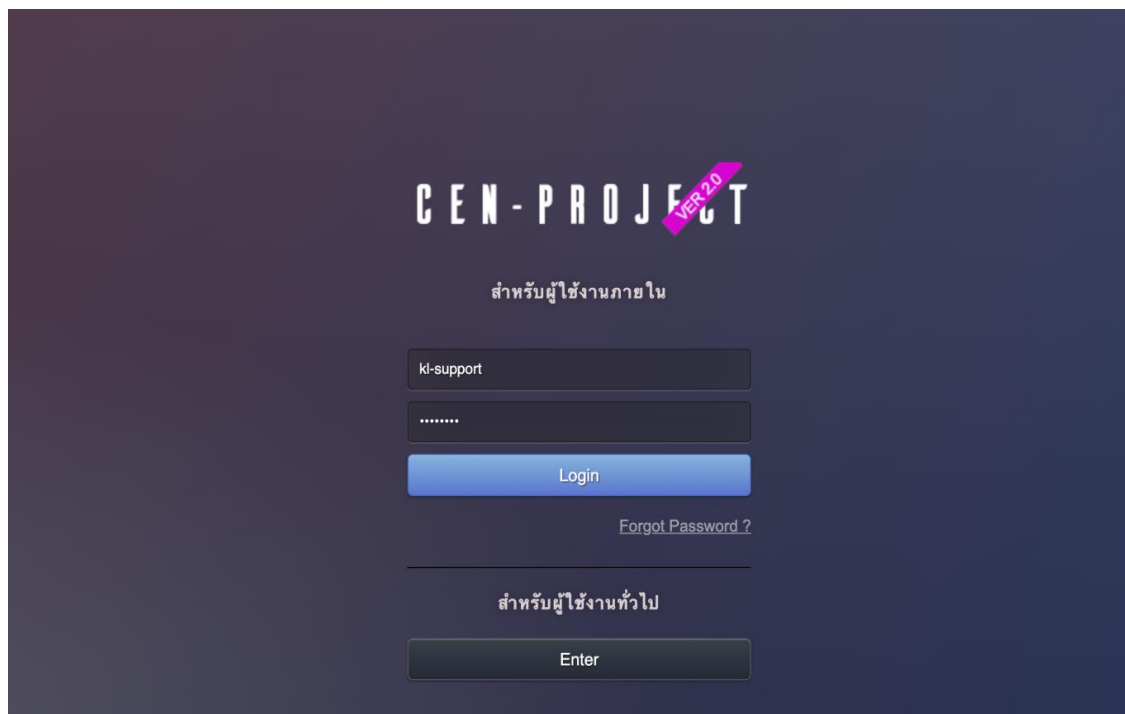 CEN-PROJECT
VER 2.0
สำหรับผู้ใช้งานภายใน
kl-support
••••••••
Login
Forgot Password ?
สำหรับผู้ใช้งานทั่วไป
Enter